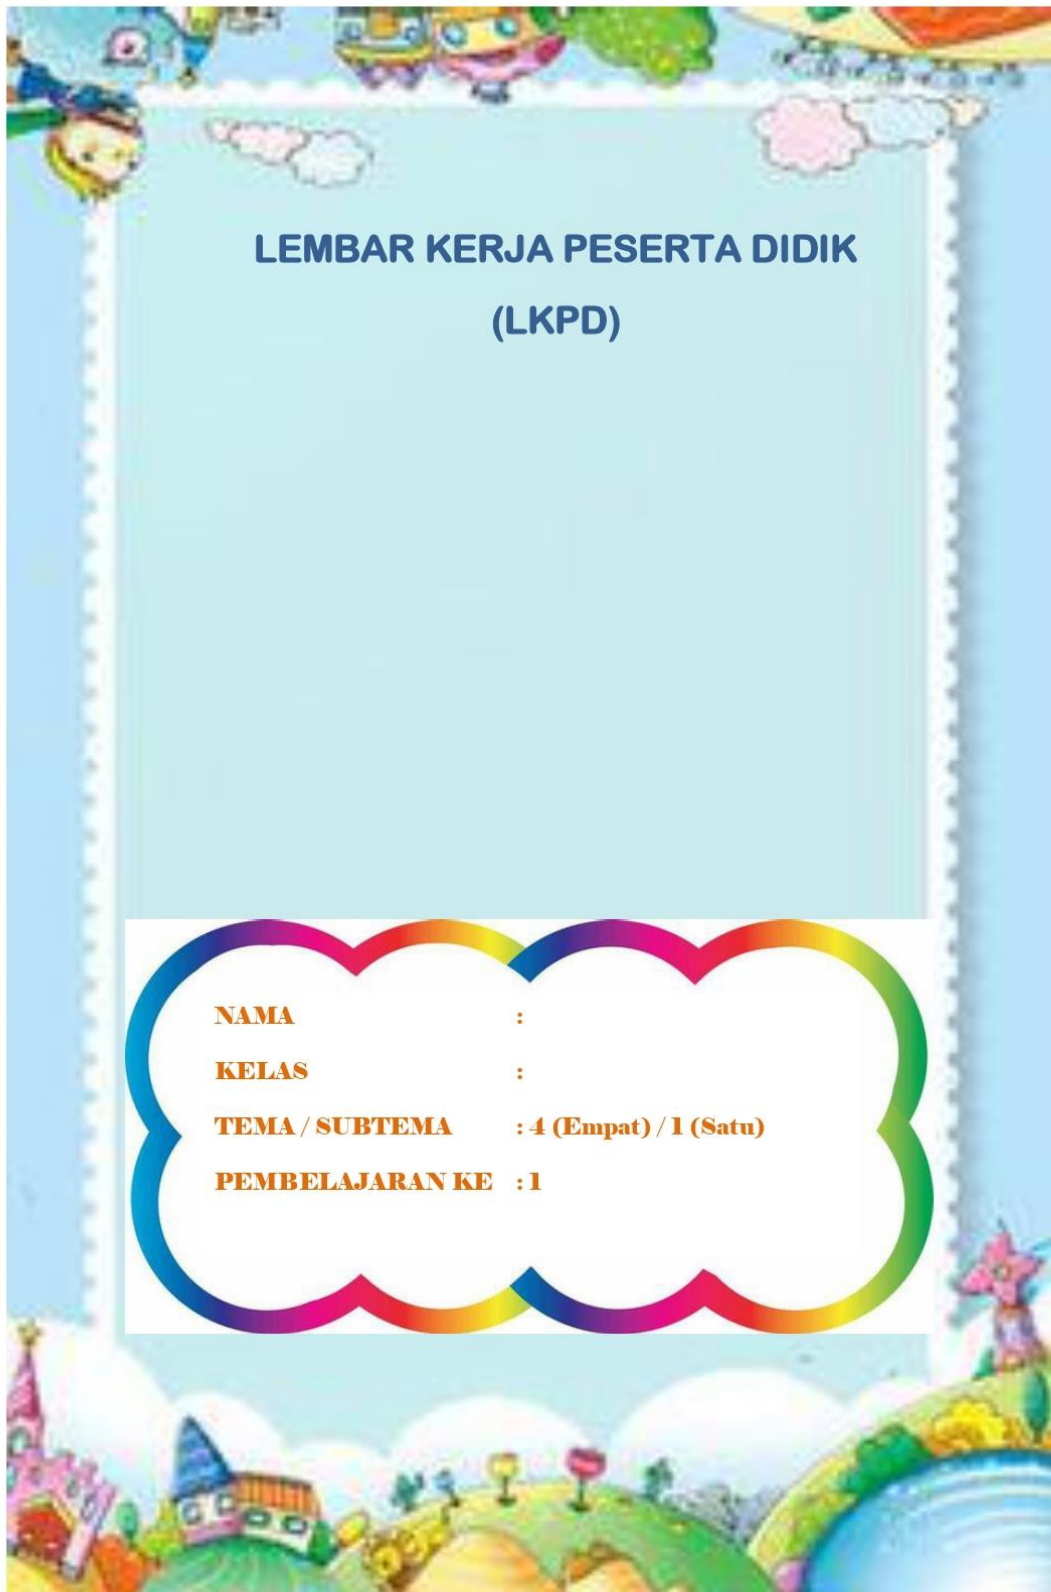 LEMBAR KERJA PESERTA DIDIK
(LKPD)
NAMA :
KELAS :
TEMA / SUBTEMA : 4 (Empat) / 1 (Satu)
PEMBELAJARAN KE : 1